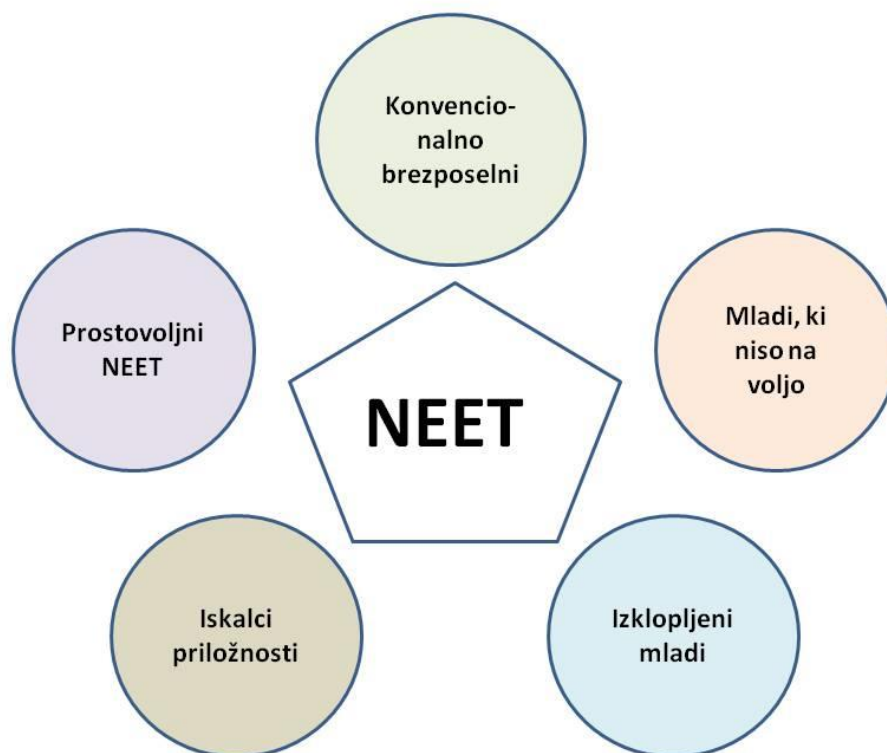 Konvencio-
nalno
brezposelni
Prostovoljni
NEET
Mladi, ki
niso na
voljo
NEET
Iskalci
priložnosti
Izklopljeni
mladi